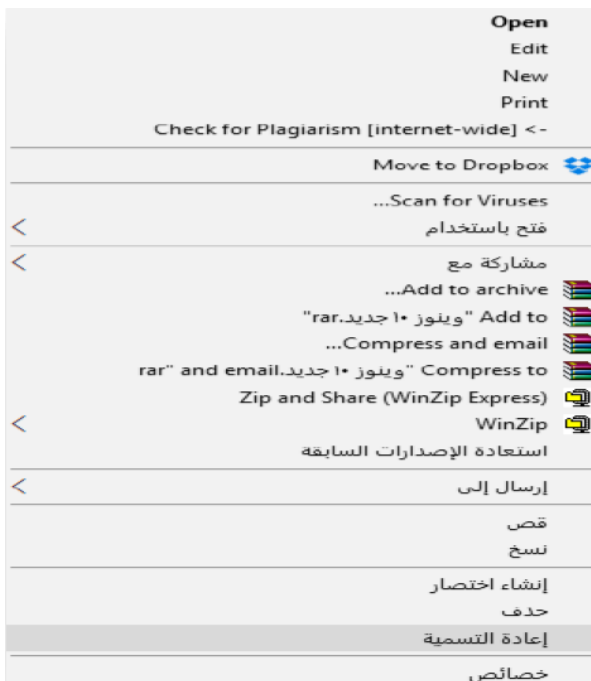 Open
Edit
New
Print
Check for Plagiarism [internet-wide] <-
Move to Dropbox
...Scan for Viruses
فتح باستخدام
مشاركة مع
...Add to archive
"rar.وينوز ١٠ جديد" Add to
...Compress and email
rar" and email.وينوز ١٠ جديد" Compress to
Zip and Share (WinZip Express)
WinZip
استعادة الإصدارات السابقة
إرسال إلى
قص
نسخ
إنشاء اختصار
حذف
إعادة التسمية
خصائص